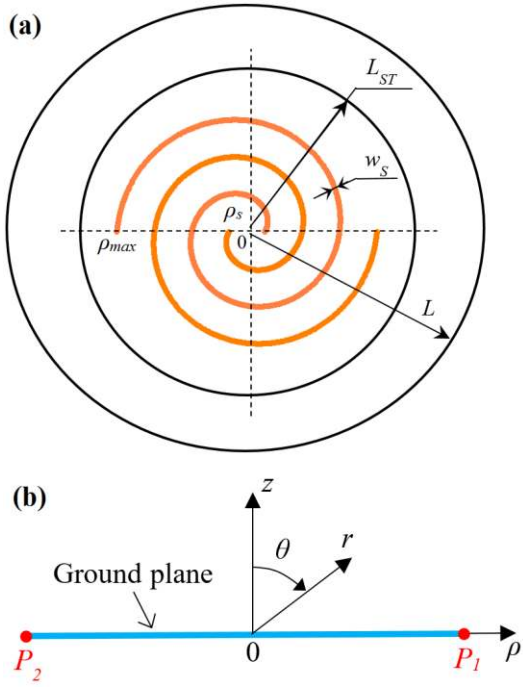 (a)
L_ST
w_S
ρ_s
0
ρ_max
L
(b)
z
θ
r
Ground plane
P_2
0
P_1
ρ